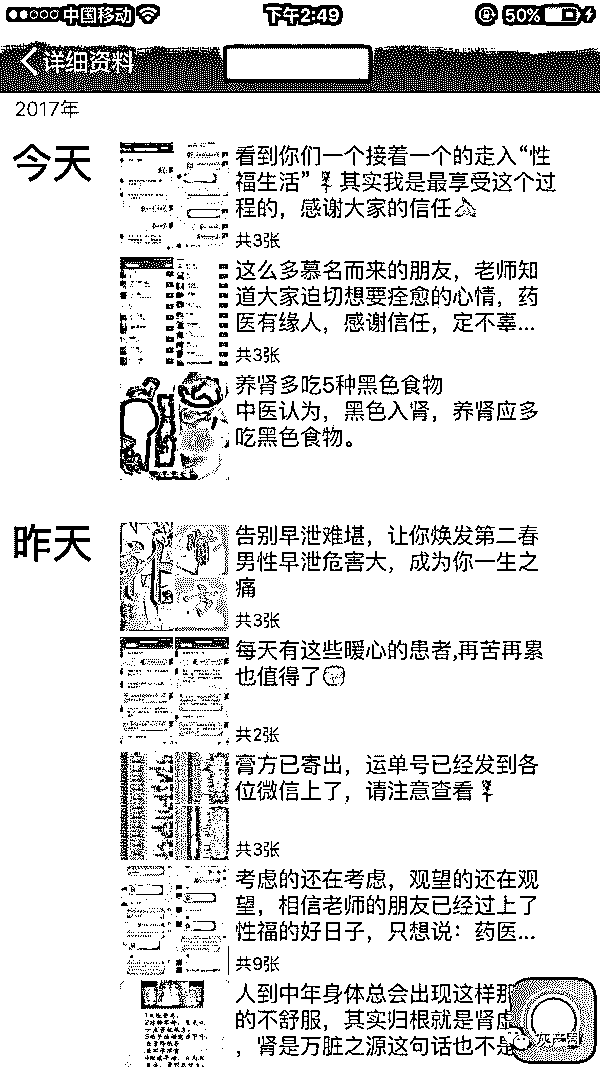 中国移动
下午2:49
50%
详细资料
2017年
今天
看到你们一个接着一个的走入“性
福生活” 其实我是最享受这个过
程的，感谢大家的信任
共3张
这么多慕名而来的朋友，老师知
道大家迫切想要痊愈的心情，药
医有缘人，感谢信任，定不辜...
共3张
养肾多吃5种黑色食物
中医认为，黑色入肾，养肾应多
吃黑色食物。
昨天
告别早泄难堪，让你焕发第二春
男性早泄危害大，成为你一生之
痛
共3张
每天有这些暖心的患者,再苦再累
也值得了
共2张
膏方已寄出，运单号已经发到各
位微信上了，请注意查看
共3张
考虑的还在考虑，观望的还在观
望，相信老师的朋友已经过上了
性福的好日子，只想说：药医...
共9张
人到中年身体总会出现这样那
的不舒服，其实归根就是肾虚
，肾是万脏之源这句话也不是
灰产圈